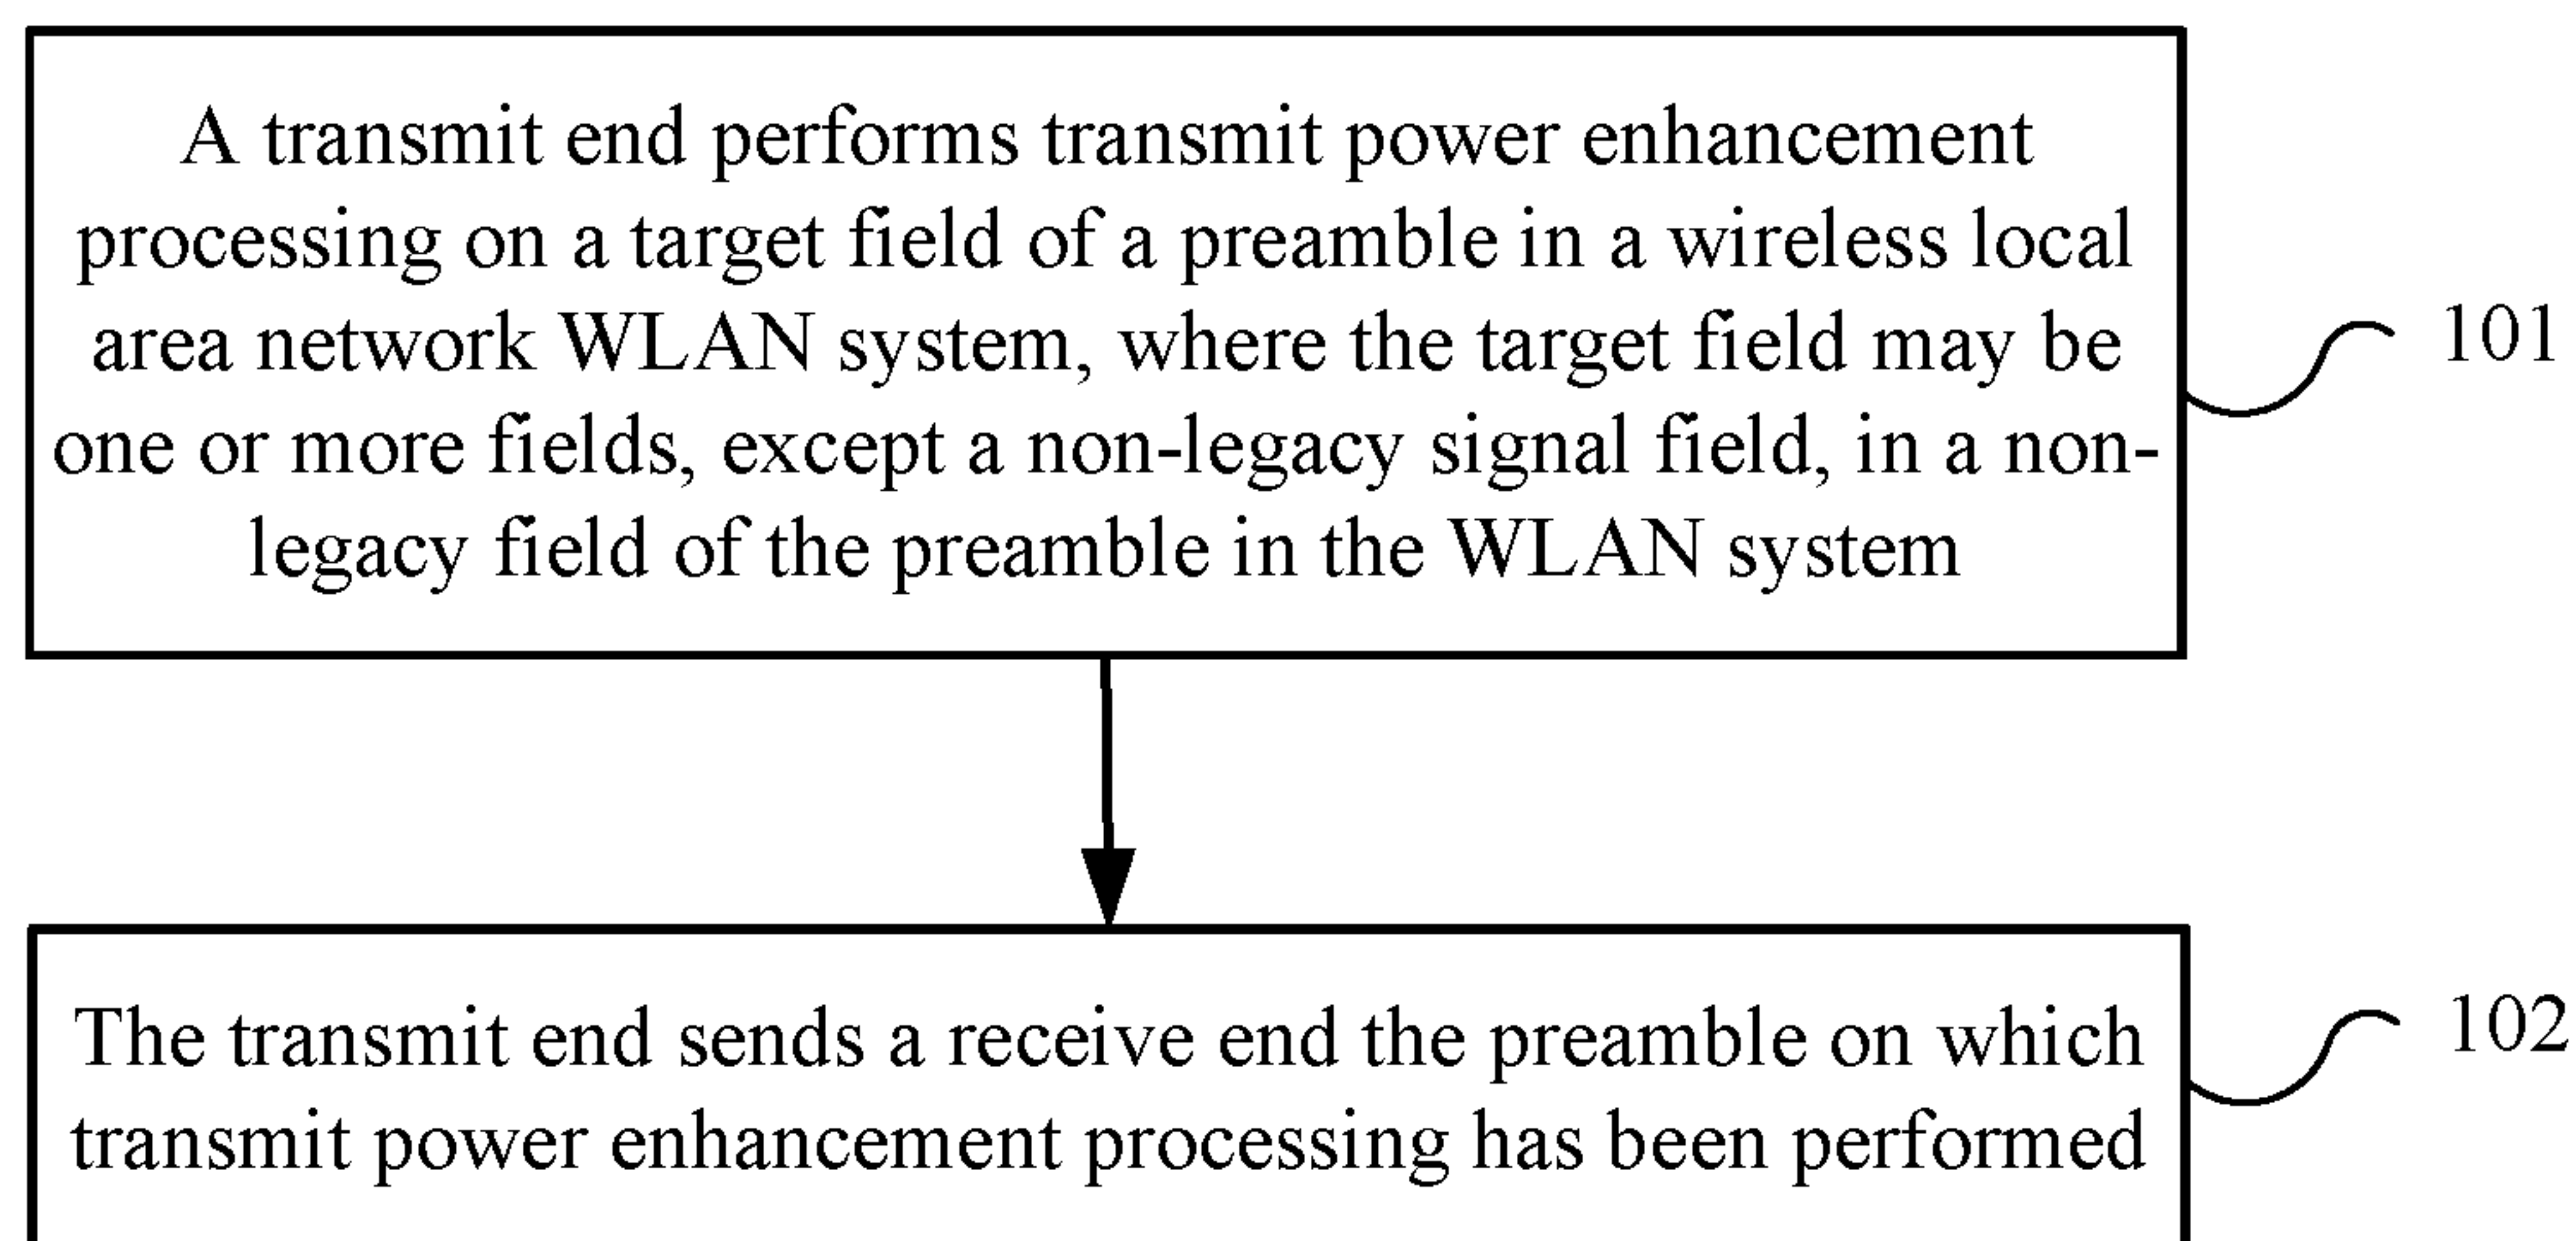 A transmit end performs transmit power enhancement
processing on a target field of a preamble in a wireless local
area network WLAN system, where the target field may be
one or more fields, except a non-legacy signal field, in a non-
legacy field of the preamble in the WLAN system
101
The transmit end sends a receive end the preamble on which
transmit power enhancement processing has been performed
102